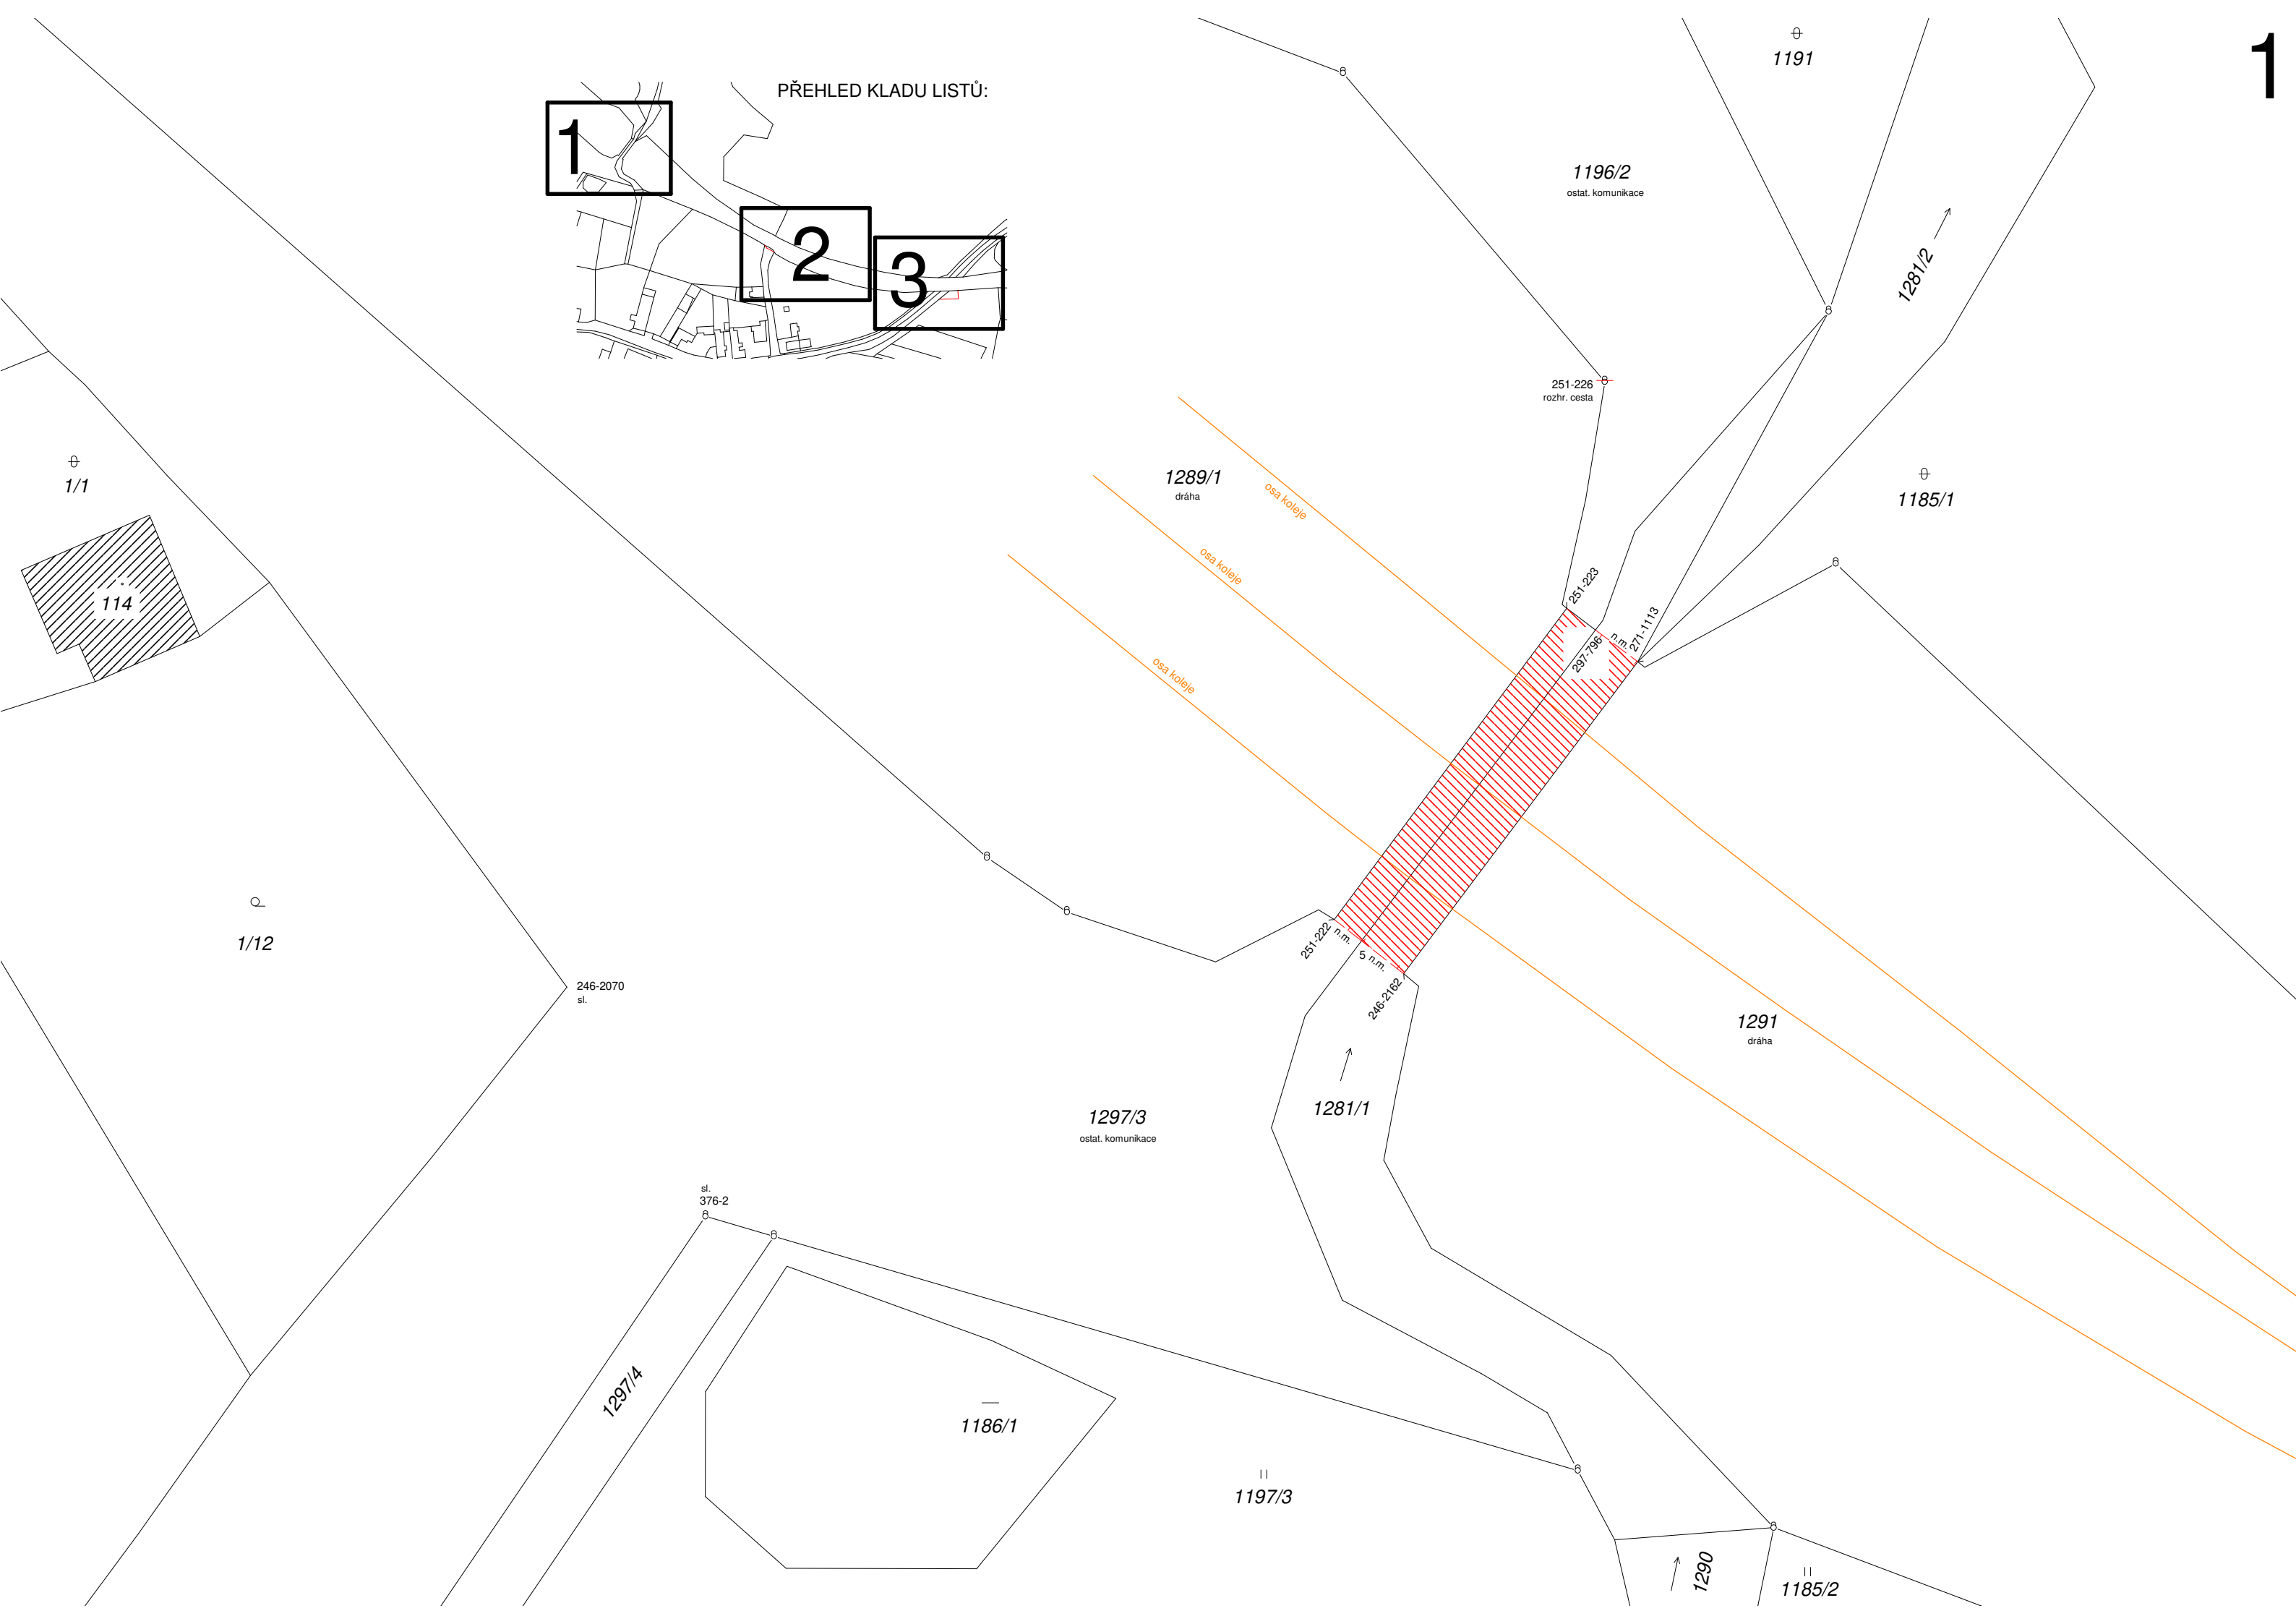 1
PŘEHLED KLADU LISTŮ:
1
2
3
1191
1196/2
ostat. komunikace
1281/2
251-226
rozhr. cesta
1289/1
dráha
osa koleje
osa koleje
osa koleje
1/1
114
1185/1
251-223
n.m.
271-1113
297-796
1/12
246-2070
sl.
251-222
n.m.
5
n.m.
246-2162
1291
dráha
1297/3
ostat. komunikace
1281/1
sl.
376-2
1297/4
1186/1
1197/3
1290
1185/2